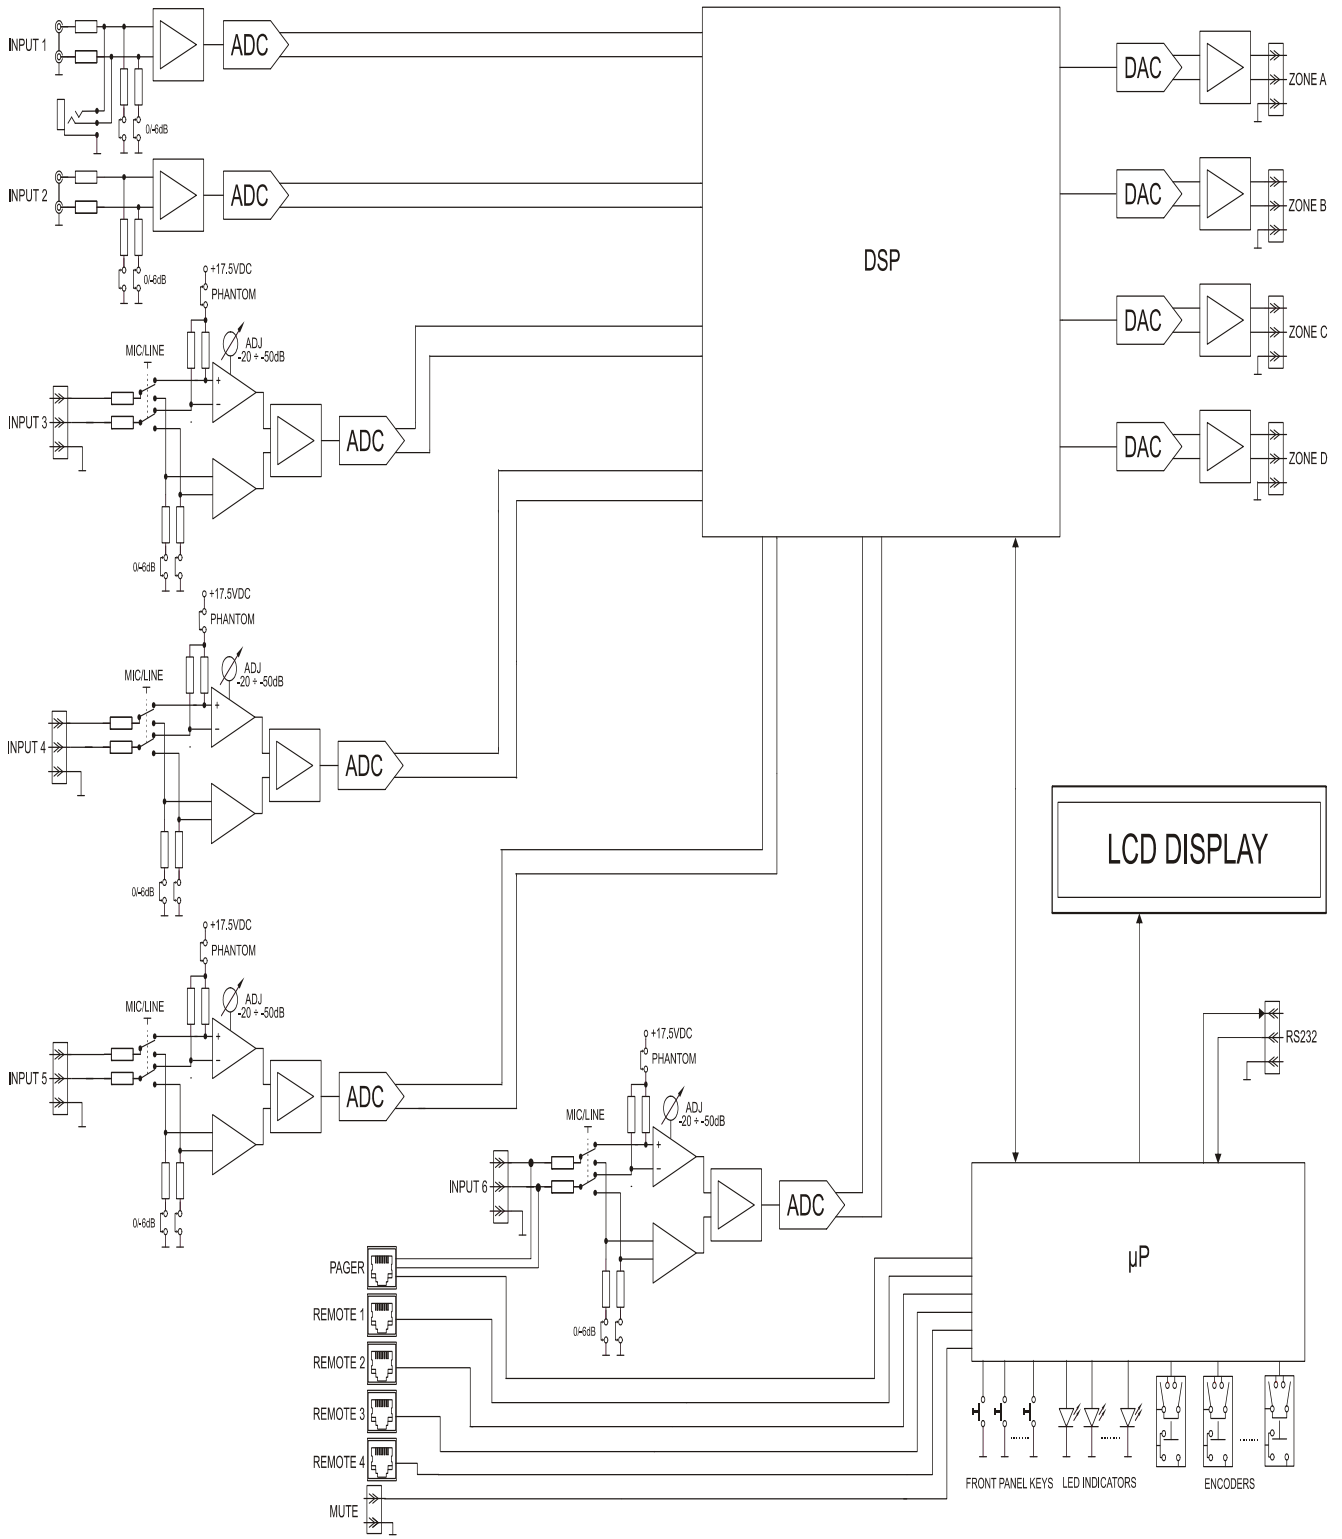 INPUT 1
ADC
0/-6dB
INPUT 2
ADC
0/-6dB
+17.5VDC
PHANTOM
MIC/LINE
ADJ
-20 ÷ -50dB
INPUT 3
ADC
0/-6dB
+17.5VDC
PHANTOM
MIC/LINE
ADJ
-20 ÷ -50dB
INPUT 4
ADC
0/-6dB
+17.5VDC
PHANTOM
MIC/LINE
ADJ
-20 ÷ -50dB
INPUT 5
ADC
0/-6dB
+17.5VDC
PHANTOM
MIC/LINE
ADJ
-20 ÷ -50dB
INPUT 6
ADC
0/-6dB
+
−
+
−
+
−
+
−
DSP
DAC
ZONE A
DAC
ZONE B
DAC
ZONE C
DAC
ZONE D
LCD DISPLAY
RS232
µP
PAGER
REMOTE 1
REMOTE 2
REMOTE 3
REMOTE 4
MUTE
FRONT PANEL KEYS
LED INDICATORS
ENCODERS